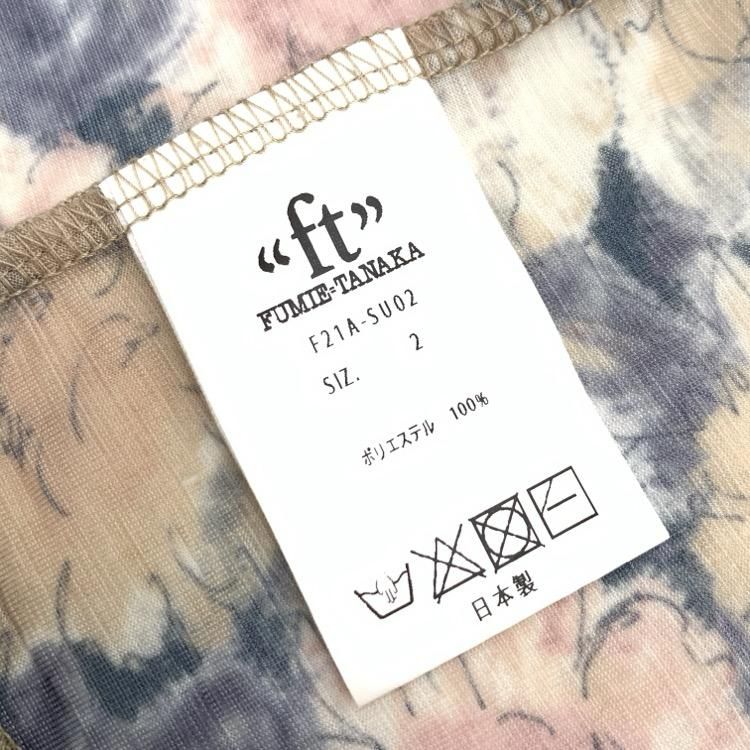 “ft”
FUMIE=TANAKA
F21A-SU02
SIZ. 2
ポリエステル 100%
日本製